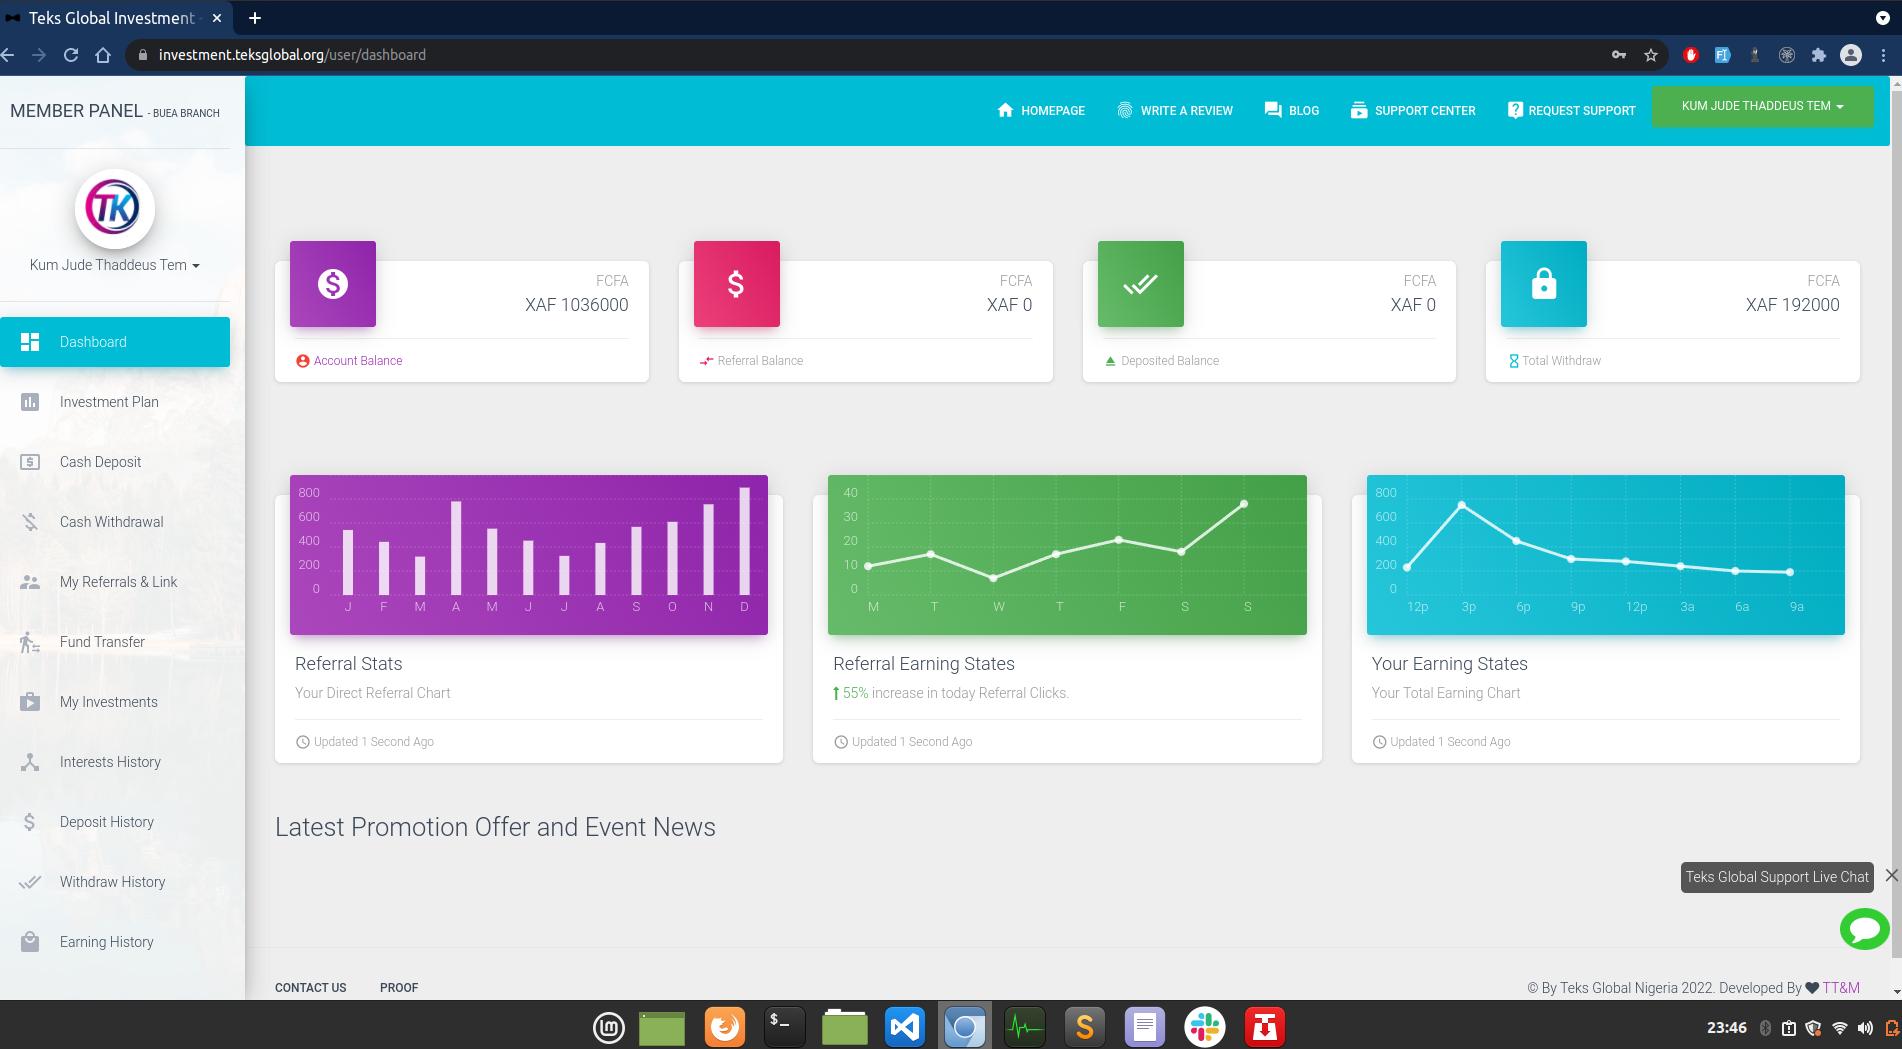 Teks Global Investment
investment.teksglobal.org/user/dashboard
MEMBER PANEL - BUEA BRANCH
HOMEPAGE
WRITE A REVIEW
BLOG
SUPPORT CENTER
REQUEST SUPPORT
KUM JUDE THADDEUS TEM
TK
Kum Jude Thaddeus Tem
Dashboard
Investment Plan
Cash Deposit
Cash Withdrawal
My Referrals & Link
Fund Transfer
My Investments
Interests History
Deposit History
Withdraw History
Earning History
FCFA
XAF 1036000
Account Balance
FCFA
XAF 0
Referral Balance
FCFA
XAF 0
Deposited Balance
FCFA
XAF 192000
Total Withdraw
800
600
400
200
0
J F M A M J J A S O N D
Referral Stats
Your Direct Referral Chart
Updated 1 Second Ago
40
30
20
10
0
M T W T F S S
Referral Earning States
55% increase in today Referral Clicks.
Updated 1 Second Ago
800
600
400
200
0
12p 3p 6p 9p 12p 3a 6a 9a
Your Earning States
Your Total Earning Chart
Updated 1 Second Ago
Latest Promotion Offer and Event News
Teks Global Support Live Chat
CONTACT US
PROOF
© By Teks Global Nigeria 2022. Developed By TT&M
23:46